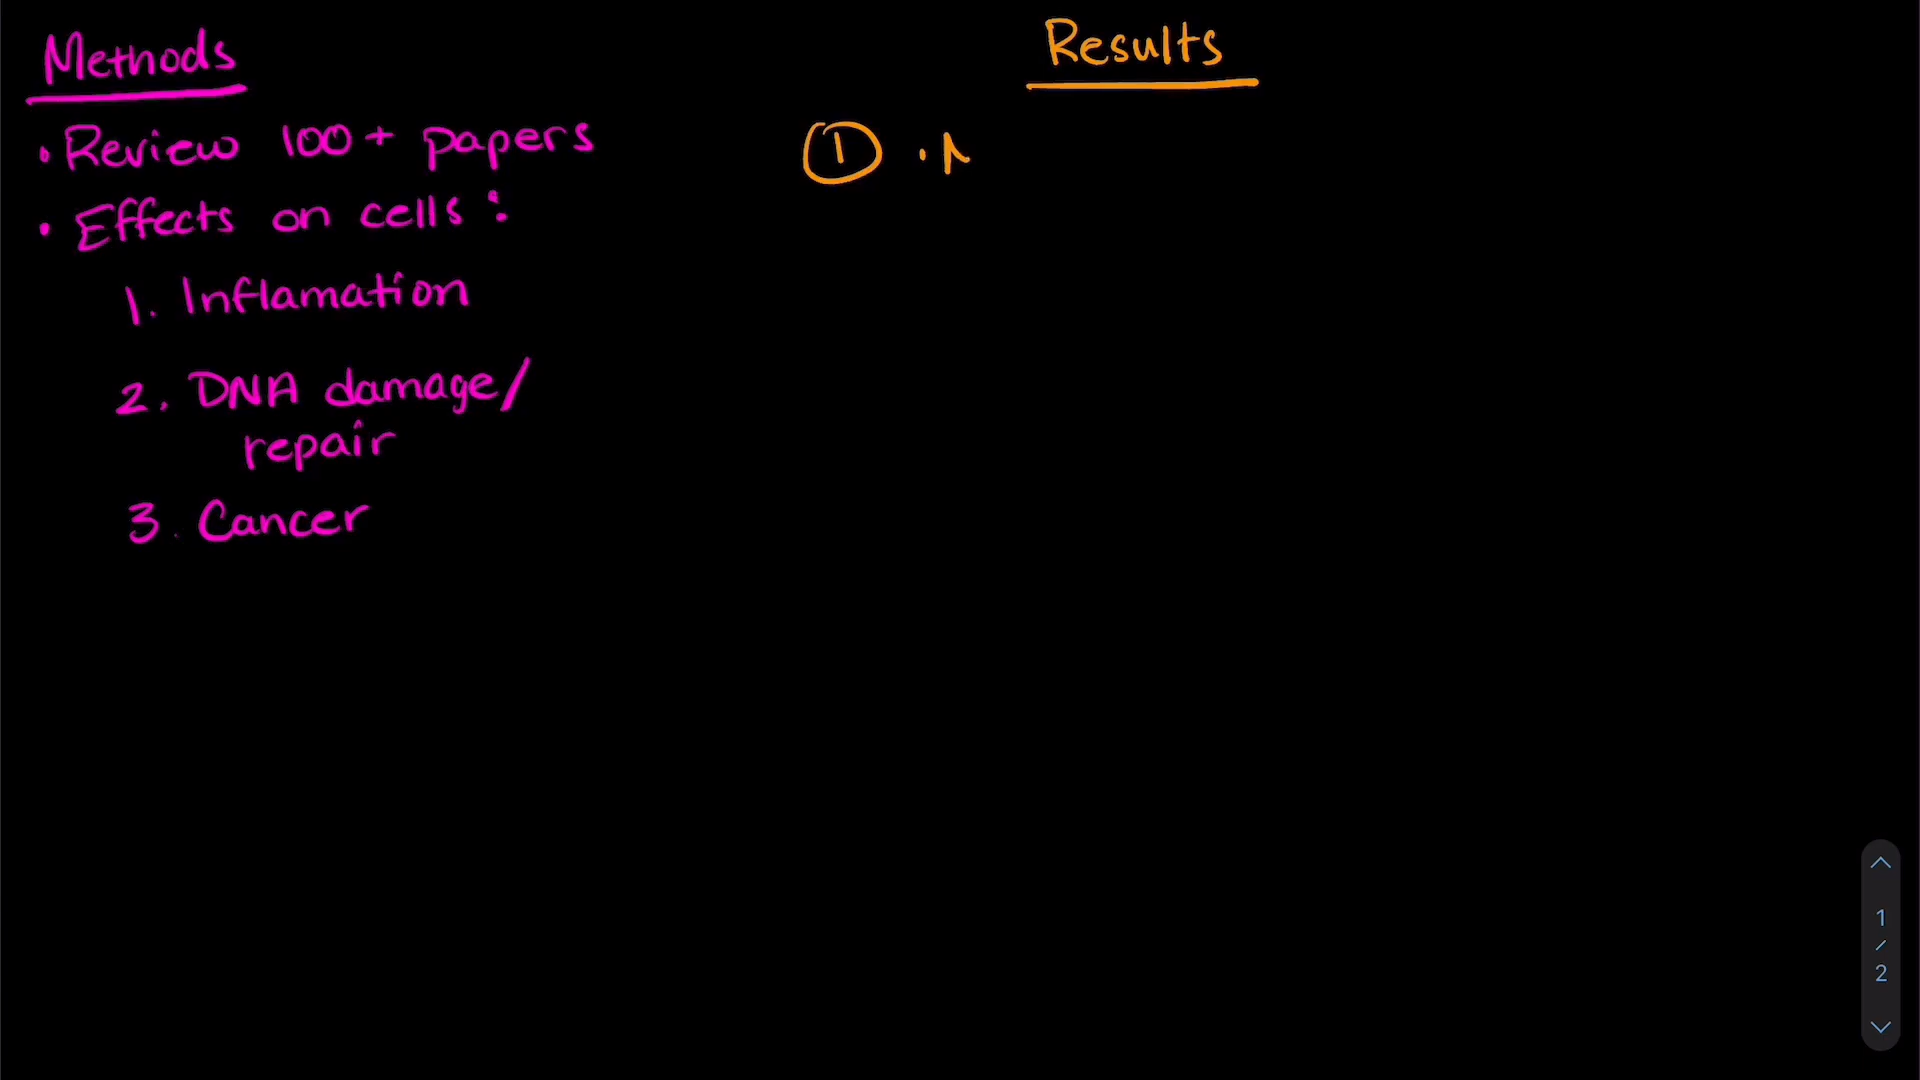 Methods
• Review 100+ papers
• Effects on cells:
1. Inflamation
2. DNA damage/
repair
3. Cancer
Results
① •
1
/
2